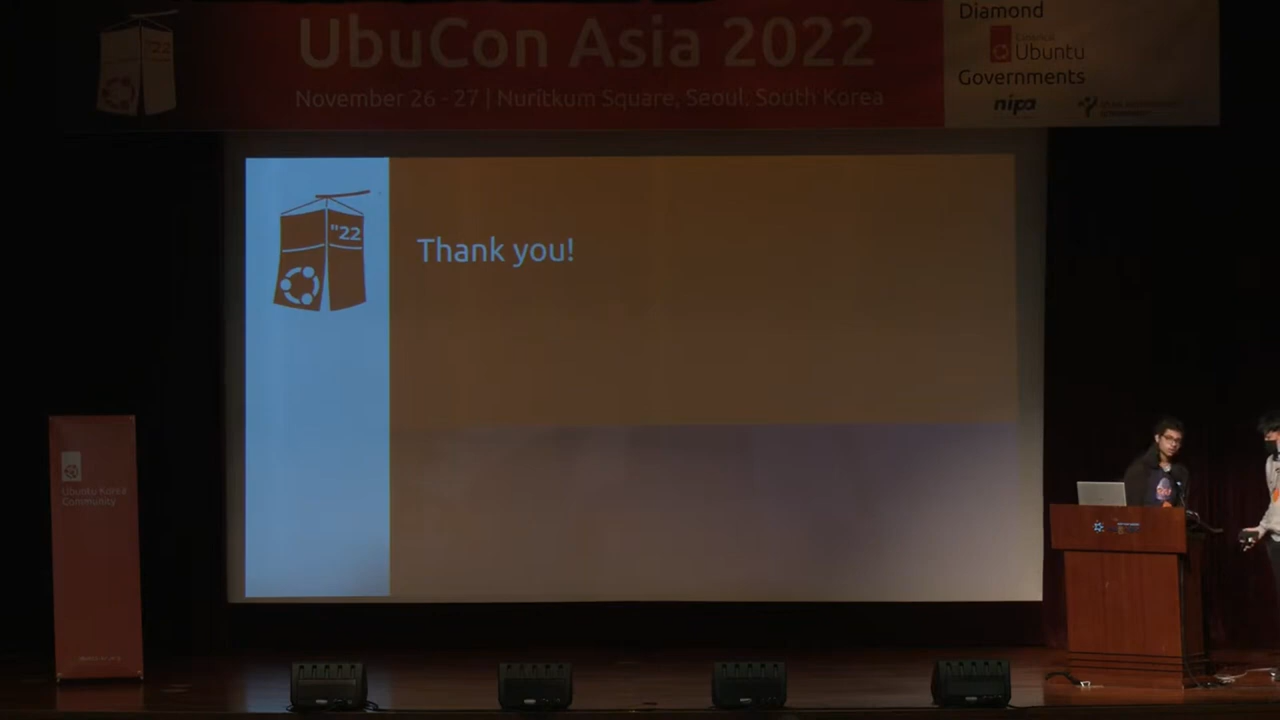 UbuCon Asia 2022
November 26 - 27 | Nuritkum Square, Seoul, South Korea
Diamond
Ubuntu
Governments
nipa
"22
Thank you!
Ubuntu Korea
Community